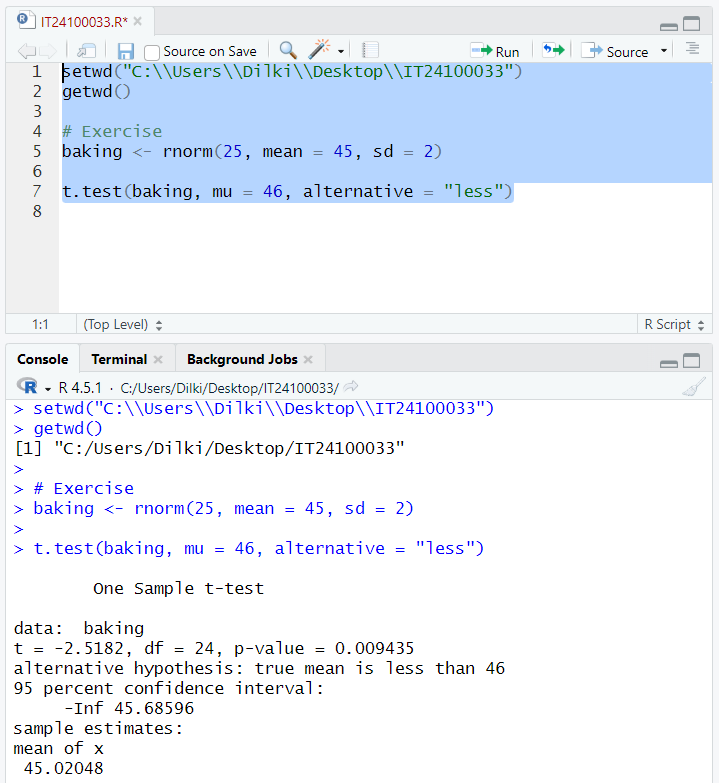 IT24100033.R*
Source on Save
Run
Source
1 setwd("C:\\Users\\Dilki\\Desktop\\IT24100033")
2 getwd()
3
4 # Exercise
5 baking <- rnorm(25, mean = 45, sd = 2)
6
7 t.test(baking, mu = 46, alternative = "less")
8
1:1 (Top Level) R Script
Console Terminal Background Jobs
R R 4.5.1 · C:/Users/Dilki/Desktop/IT24100033/
> setwd("C:\\Users\\Dilki\\Desktop\\IT24100033")
> getwd()
[1] "C:/Users/Dilki/Desktop/IT24100033"
>
> # Exercise
> baking <- rnorm(25, mean = 45, sd = 2)
>
> t.test(baking, mu = 46, alternative = "less")
One Sample t-test
data:  baking
t = -2.5182, df = 24, p-value = 0.009435
alternative hypothesis: true mean is less than 46
95 percent confidence interval:
-Inf 45.68596
sample estimates:
mean of x
45.02048